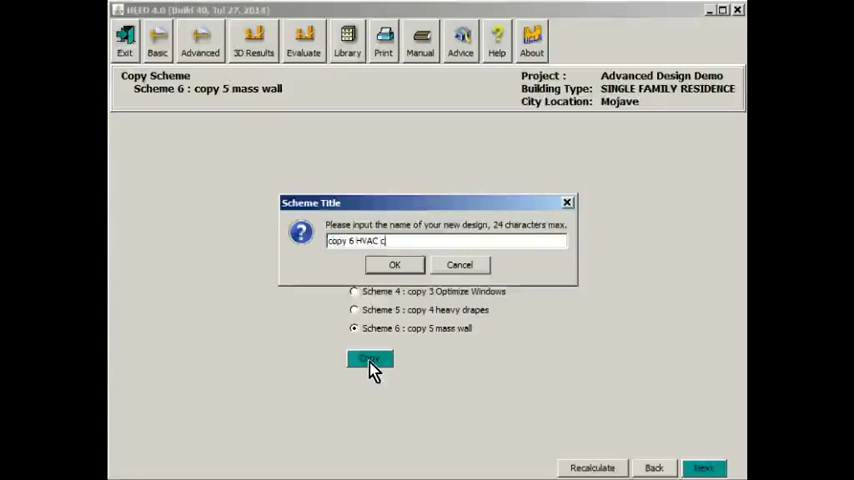 HEED 4.0 (Build 40, Jul 27, 2014)
Exit Basic Advanced 3D Results Evaluate Library Print Manual Advice Help About
Copy Scheme
Scheme 6 : copy 5 mass wall
Project : Advanced Design Demo
Building Type: SINGLE FAMILY RESIDENCE
City Location: Mojave
Scheme Title
Please input the name of your new design, 24 characters max.
copy 6 HVAC c
OK Cancel
Scheme 4 : copy 3 Optimize Windows
Scheme 5 : copy 4 heavy drapes
Scheme 6 : copy 5 mass wall
Copy
Recalculate Back Next